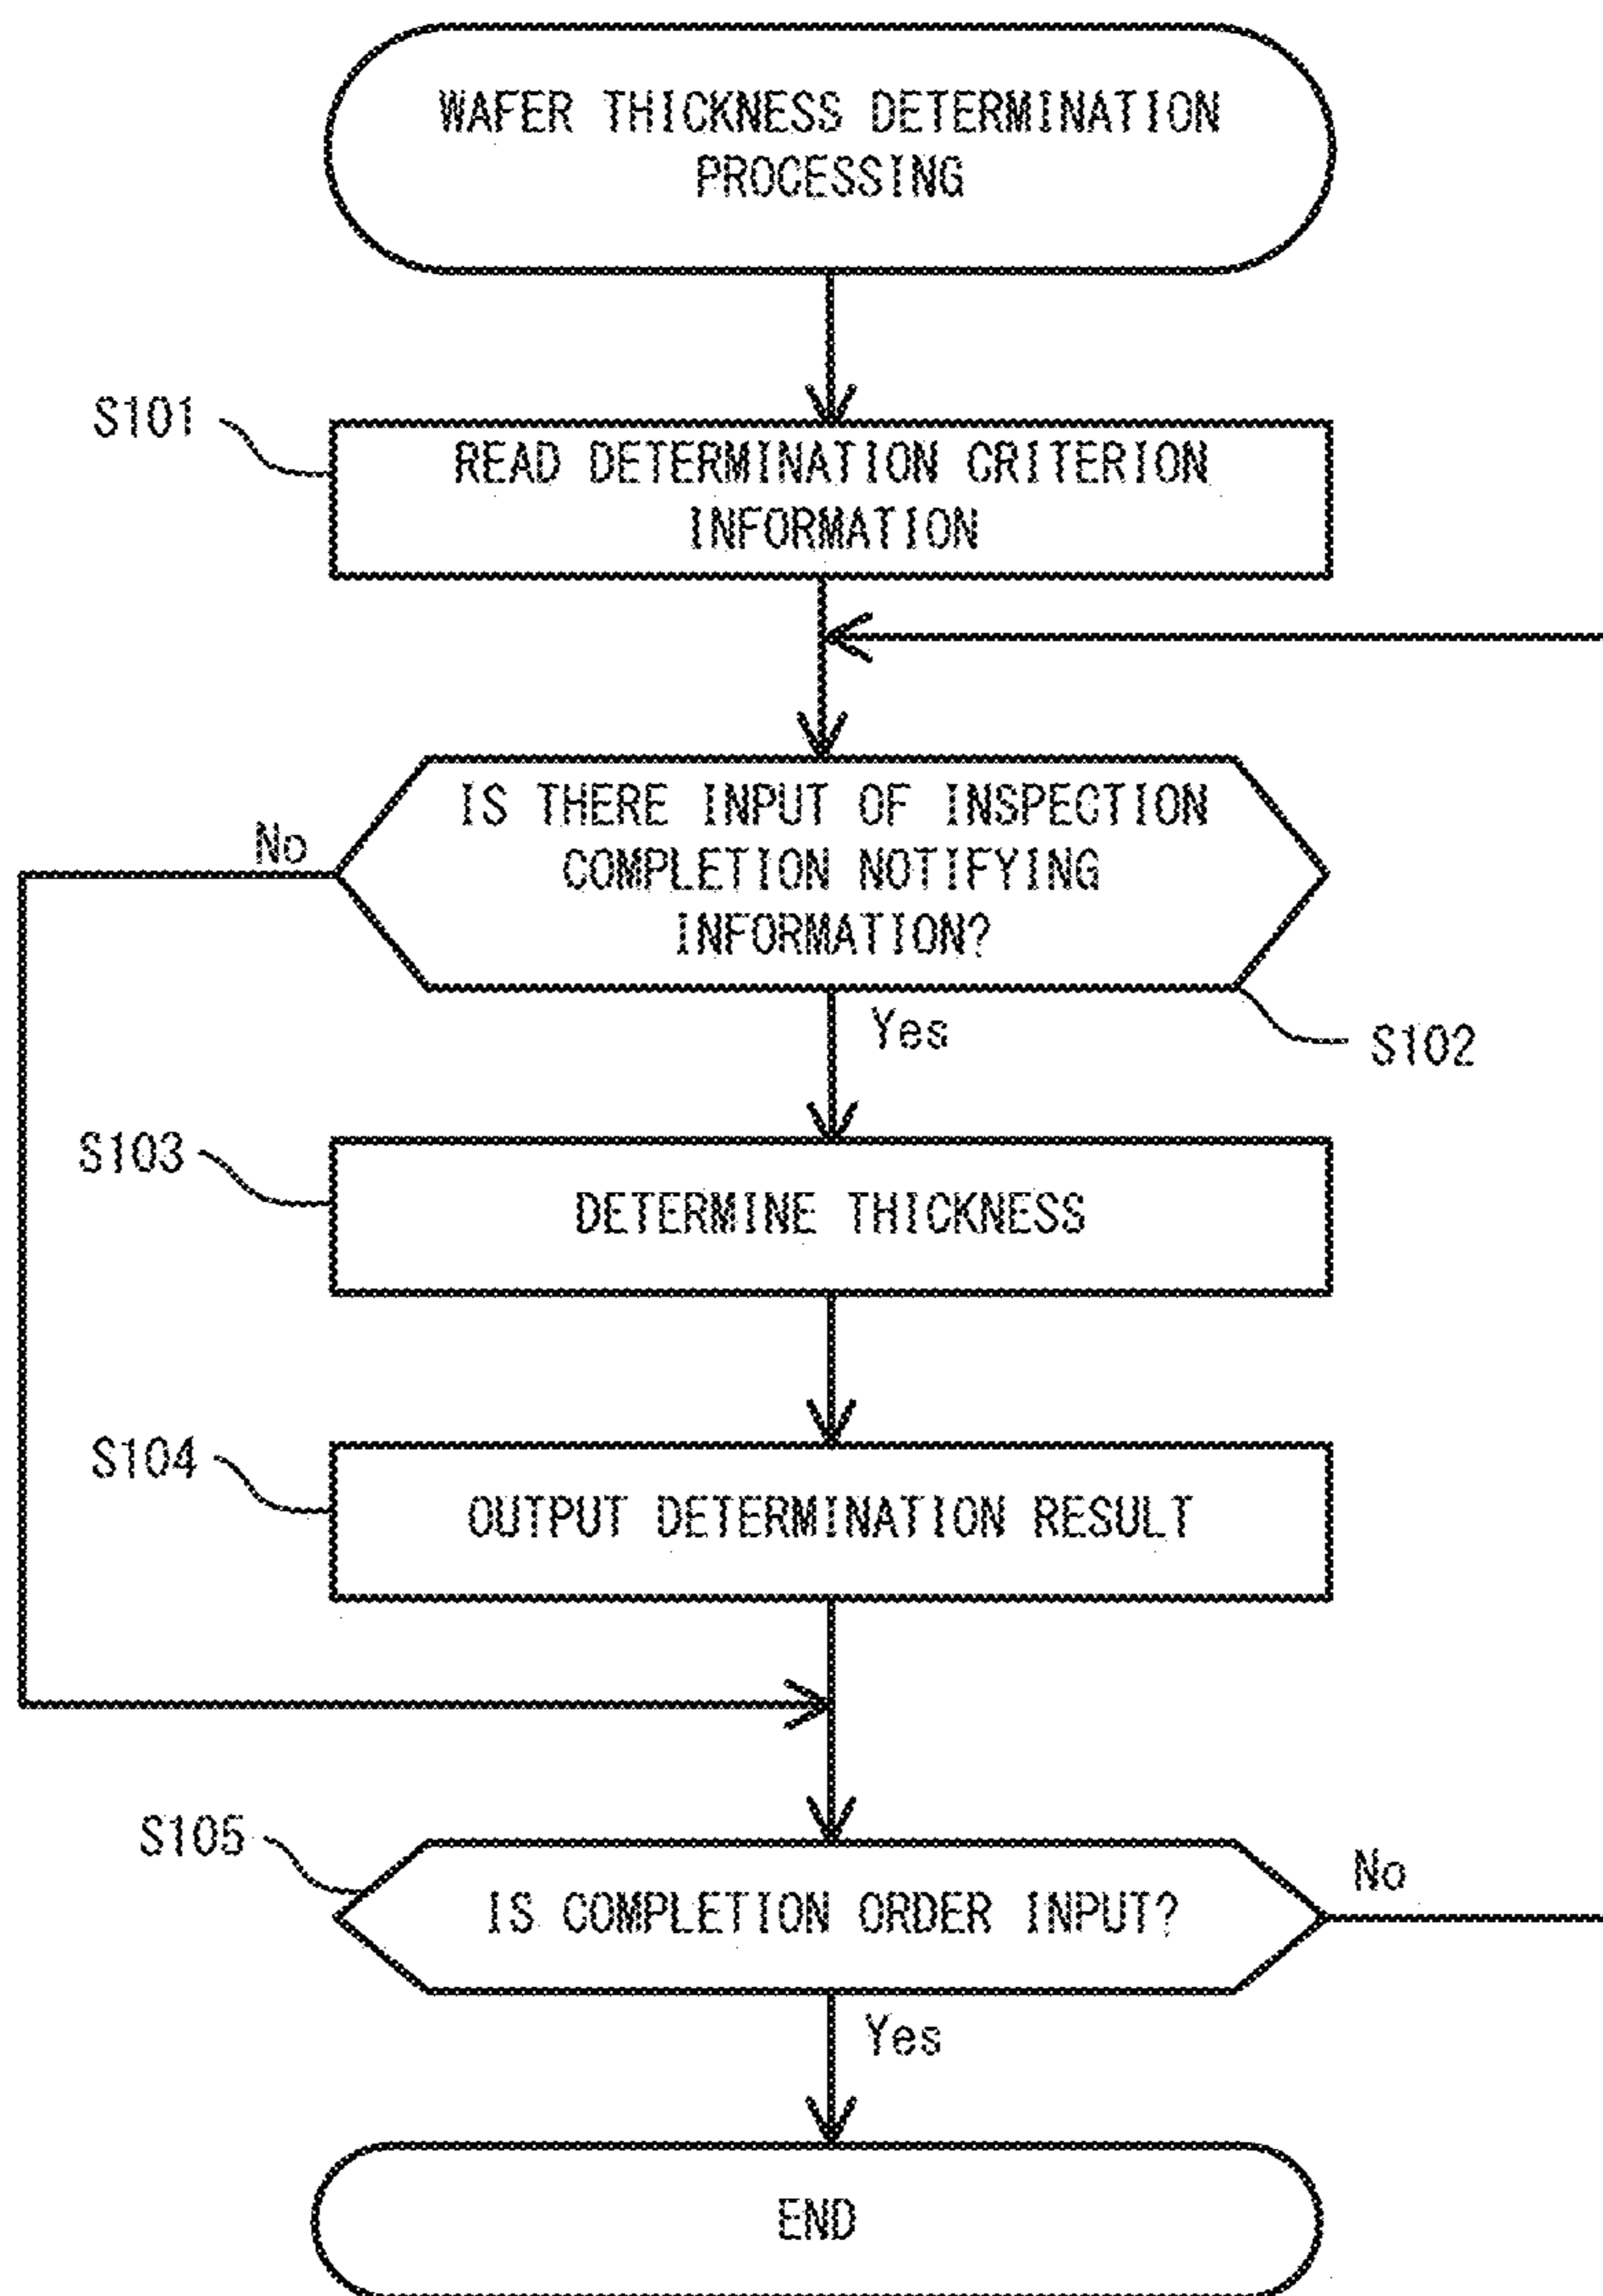 WAFER THICKNESS DETERMINATION
PROCESSING
S101
READ DETERMINATION CRITERION
INFORMATION
No
IS THERE INPUT OF INSPECTION
COMPLETION NOTIFYING
INFORMATION?
Yes
S102
S103
DETERMINE THICKNESS
S104
OUTPUT DETERMINATION RESULT
S105
IS COMPLETION ORDER INPUT?
No
Yes
END